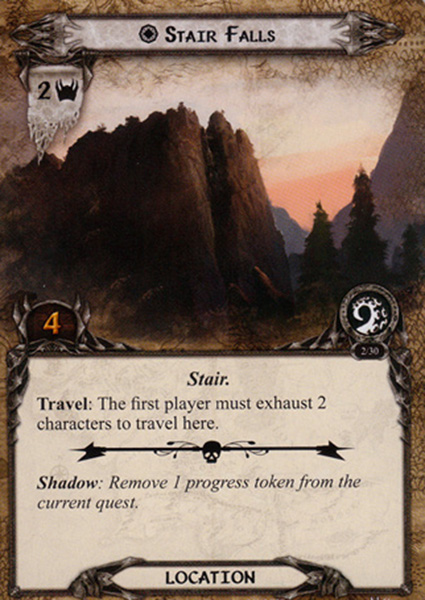 Stair Falls
2
4
2/30
Stair.
Travel: The first player must exhaust 2
characters to travel here.
Shadow: Remove 1 progress token from the
current quest.
LOCATION